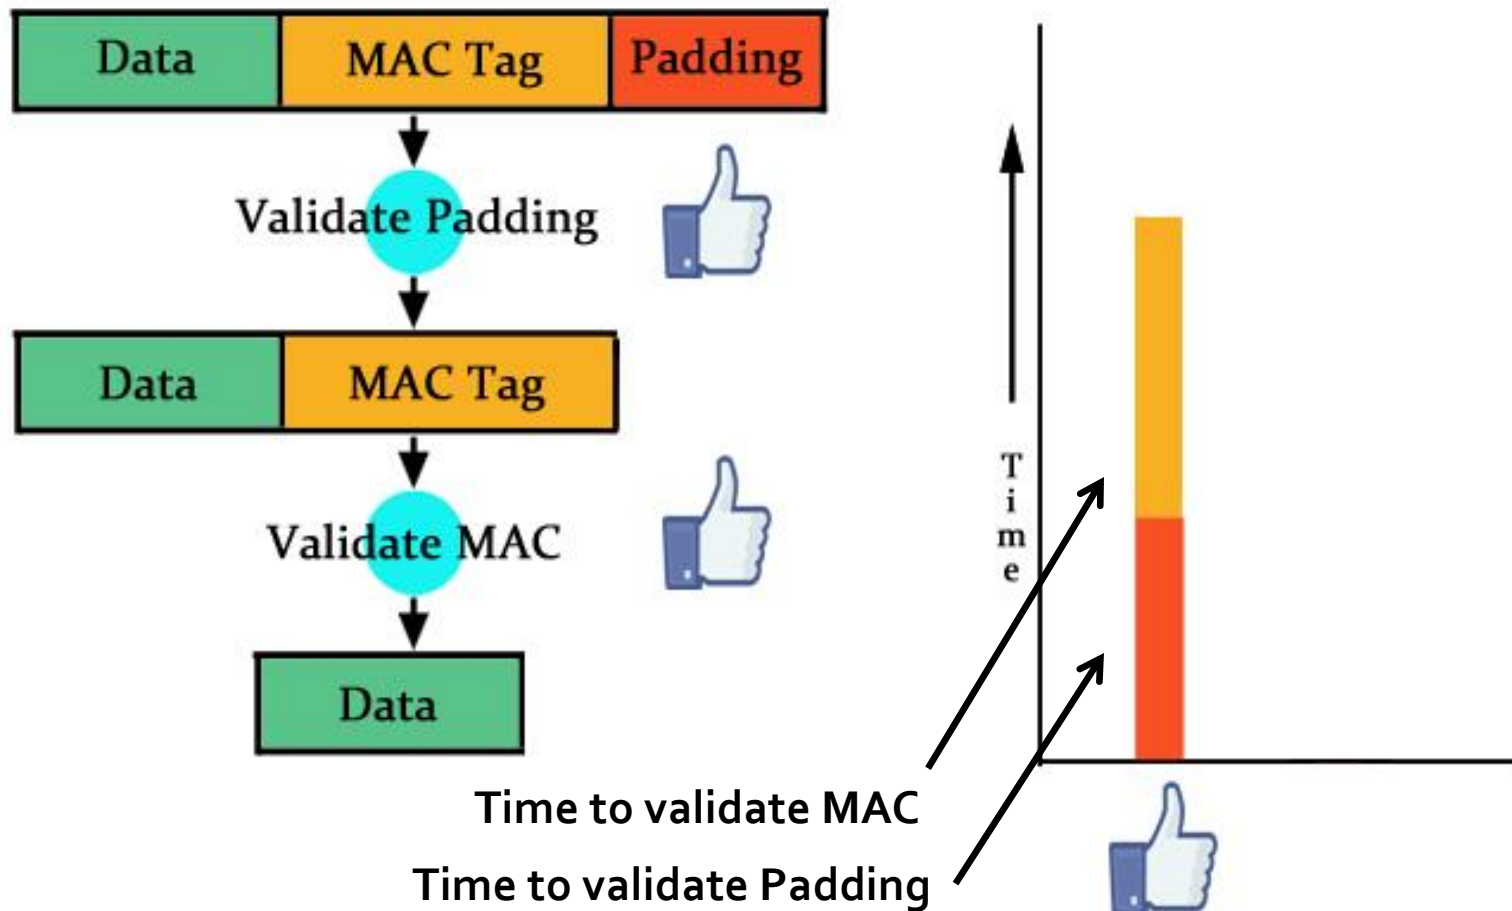 Data MAC Tag Padding
Validate Padding
Data MAC Tag
Validate MAC
Data
Time
Time to validate MAC
Time to validate Padding